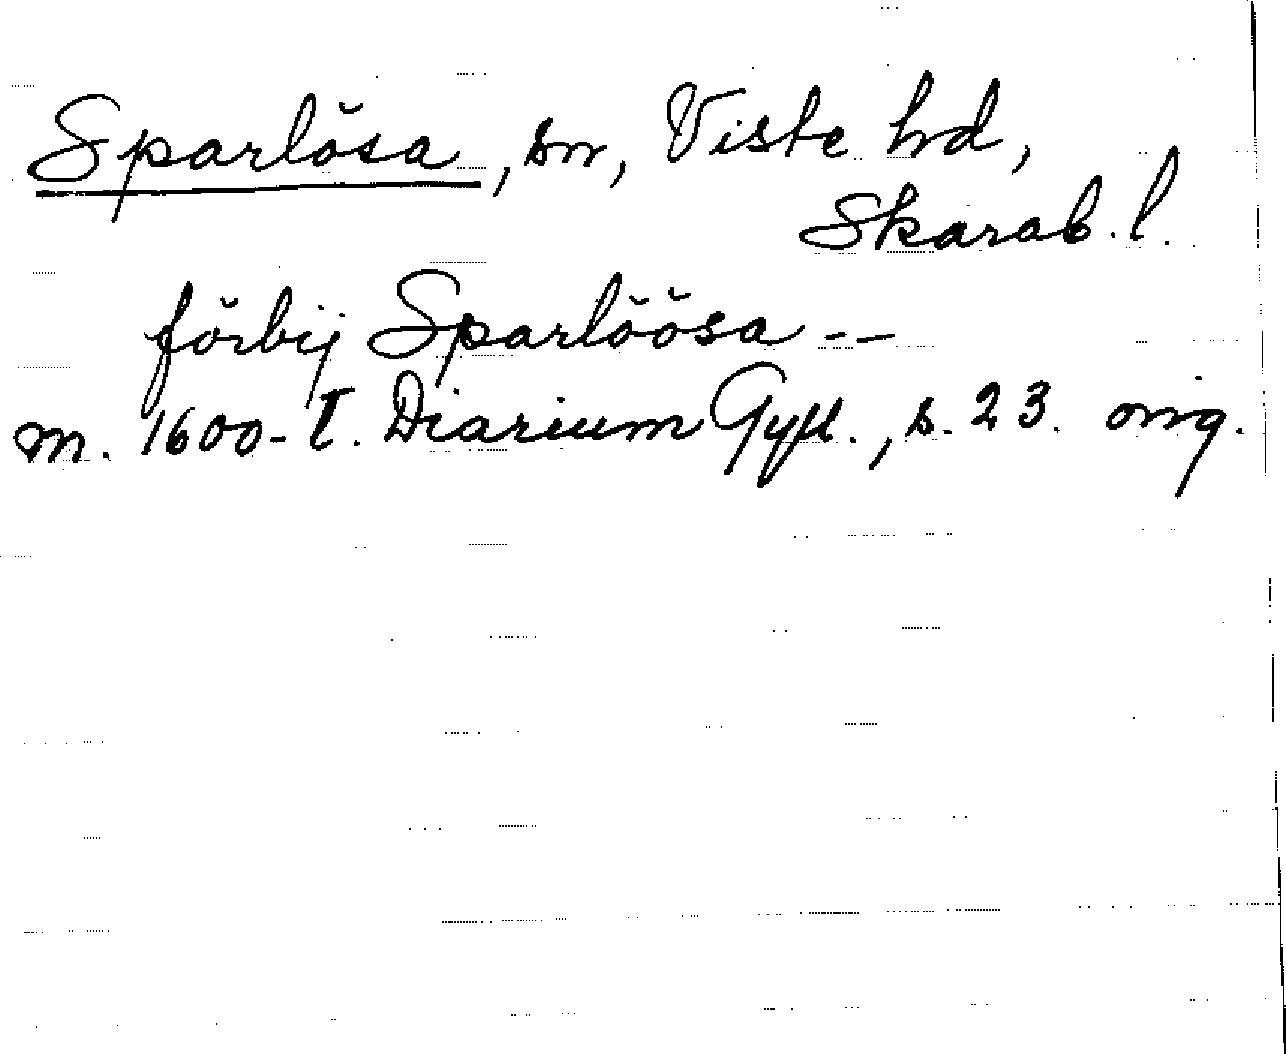 Sparlösa, sn, Viste hd,
Skarab. l.
förbij Sparlöösa --
m. 1600-t. Diarium Gyll., s. 23. orig.